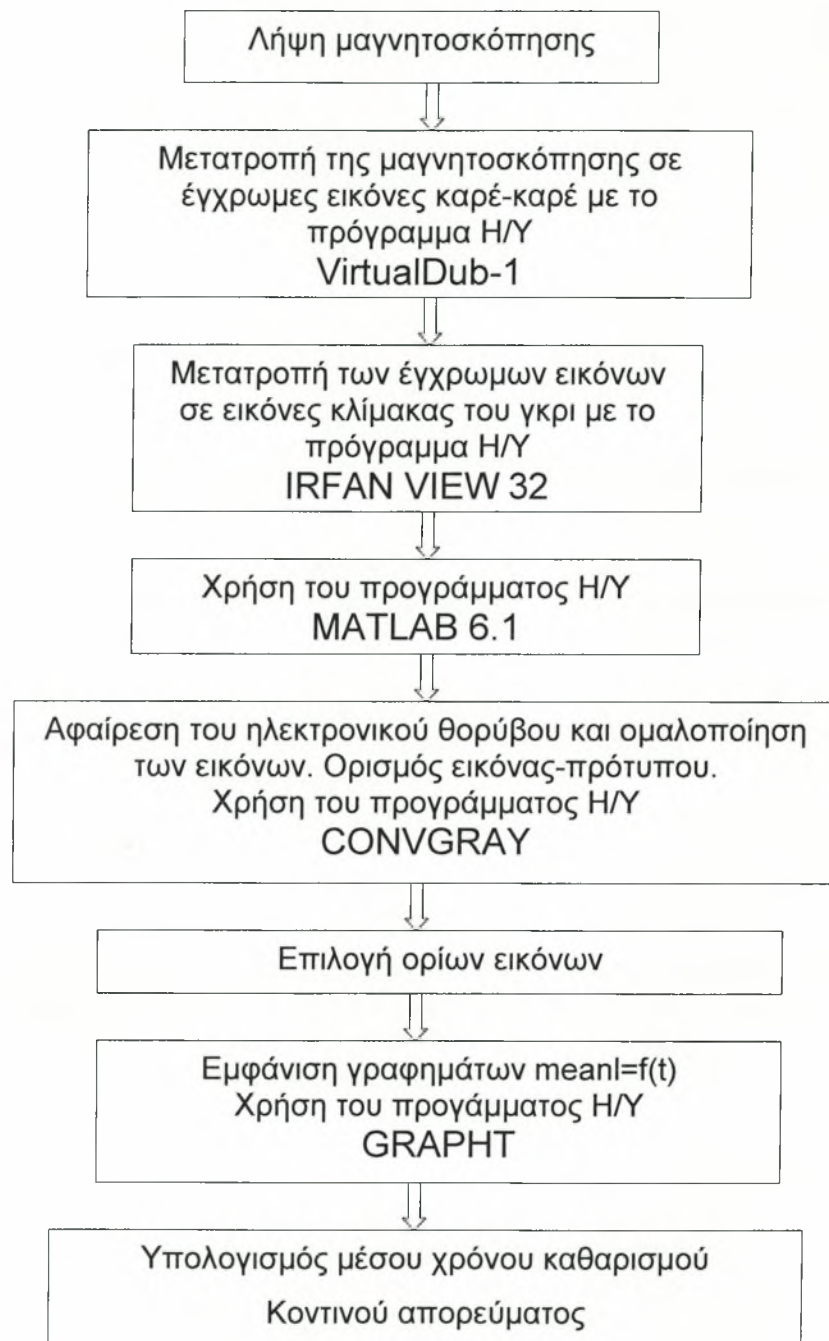 Λήψη μαγνητοσκόπησης
Μετατροπή της μαγνητοσκόπησης σε
έγχρωμες εικόνες καρέ-καρέ με το
πρόγραμμα Η/Υ
VirtualDub-1
Μετατροπή των έγχρωμων εικόνων
σε εικόνες κλίμακας του γκρι με το
πρόγραμμα Η/Υ
IRFAN VIEW 32
Χρήση του προγράμματος Η/Υ
MATLAB 6.1
Αφαίρεση του ηλεκτρονικού θορύβου και ομαλοποίηση
των εικόνων. Ορισμός εικόνας-πρότυπου.
Χρήση του προγράμματος Η/Υ
CONVGRAY
Επιλογή ορίων εικόνων
Εμφάνιση γραφημάτων meanI=f(t)
Χρήση του προγάμματος Η/Υ
GRAPHT
Υπολογισμός μέσου χρόνου καθαρισμού
Κοντινού απορεύματος